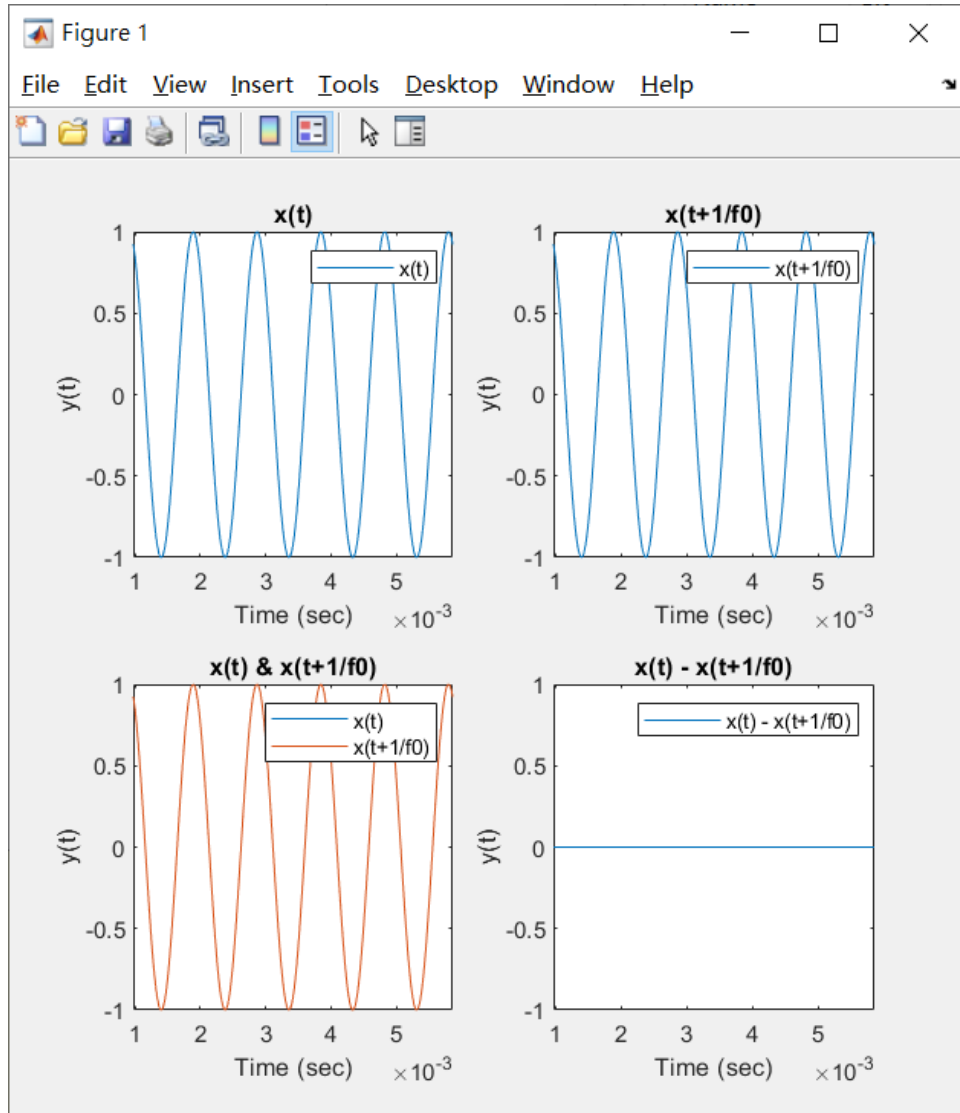 Figure 1
File Edit View Insert Tools Desktop Window Help
x(t)
x(t)
1
0.5
0
-0.5
-1
y(t)
1 2 3 4 5
Time (sec)
×10-3
x(t+1/f0)
x(t+1/f0)
1
0.5
0
-0.5
-1
y(t)
1 2 3 4 5
Time (sec)
×10-3
x(t) & x(t+1/f0)
x(t)
x(t+1/f0)
1
0.5
0
-0.5
-1
y(t)
1 2 3 4 5
Time (sec)
×10-3
x(t) - x(t+1/f0)
x(t) - x(t+1/f0)
1
0.5
0
-0.5
-1
y(t)
1 2 3 4 5
Time (sec)
×10-3